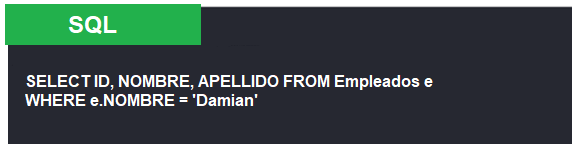 SQL
SELECT ID, NOMBRE, APELLIDO FROM Empleados e
WHERE e.NOMBRE = 'Damian'